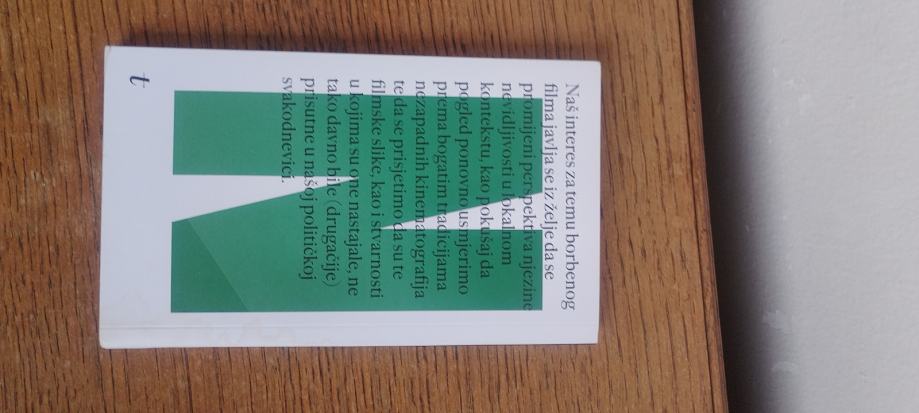 Naš interes za temu borbenog
filma javlja se iz želje da se
promijeni perspektiva njezine
nevidljivosti u lokalnom
kontekstu, kao pokušaj da
pogled ponovno usmjerimo
prema bogatim tradicijama
nezapadnih kinematografija
te da se prisjetimo da su te
filmske slike, kao i stvarnosti
u kojima su one nastajale, ne
tako davno bile (drugačije)
prisutne u našoj političkoj
svakodnevici.
t